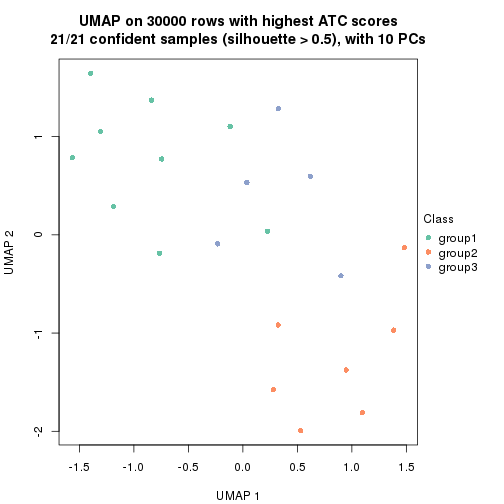 UMAP on 30000 rows with highest ATC scores
21/21 confident samples (silhouette > 0.5), with 10 PCs
UMAP 2
1
0
-1
-2
Class
group1
group2
group3
-1.5
-1.0
-0.5
0.0
0.5
1.0
1.5
UMAP 1